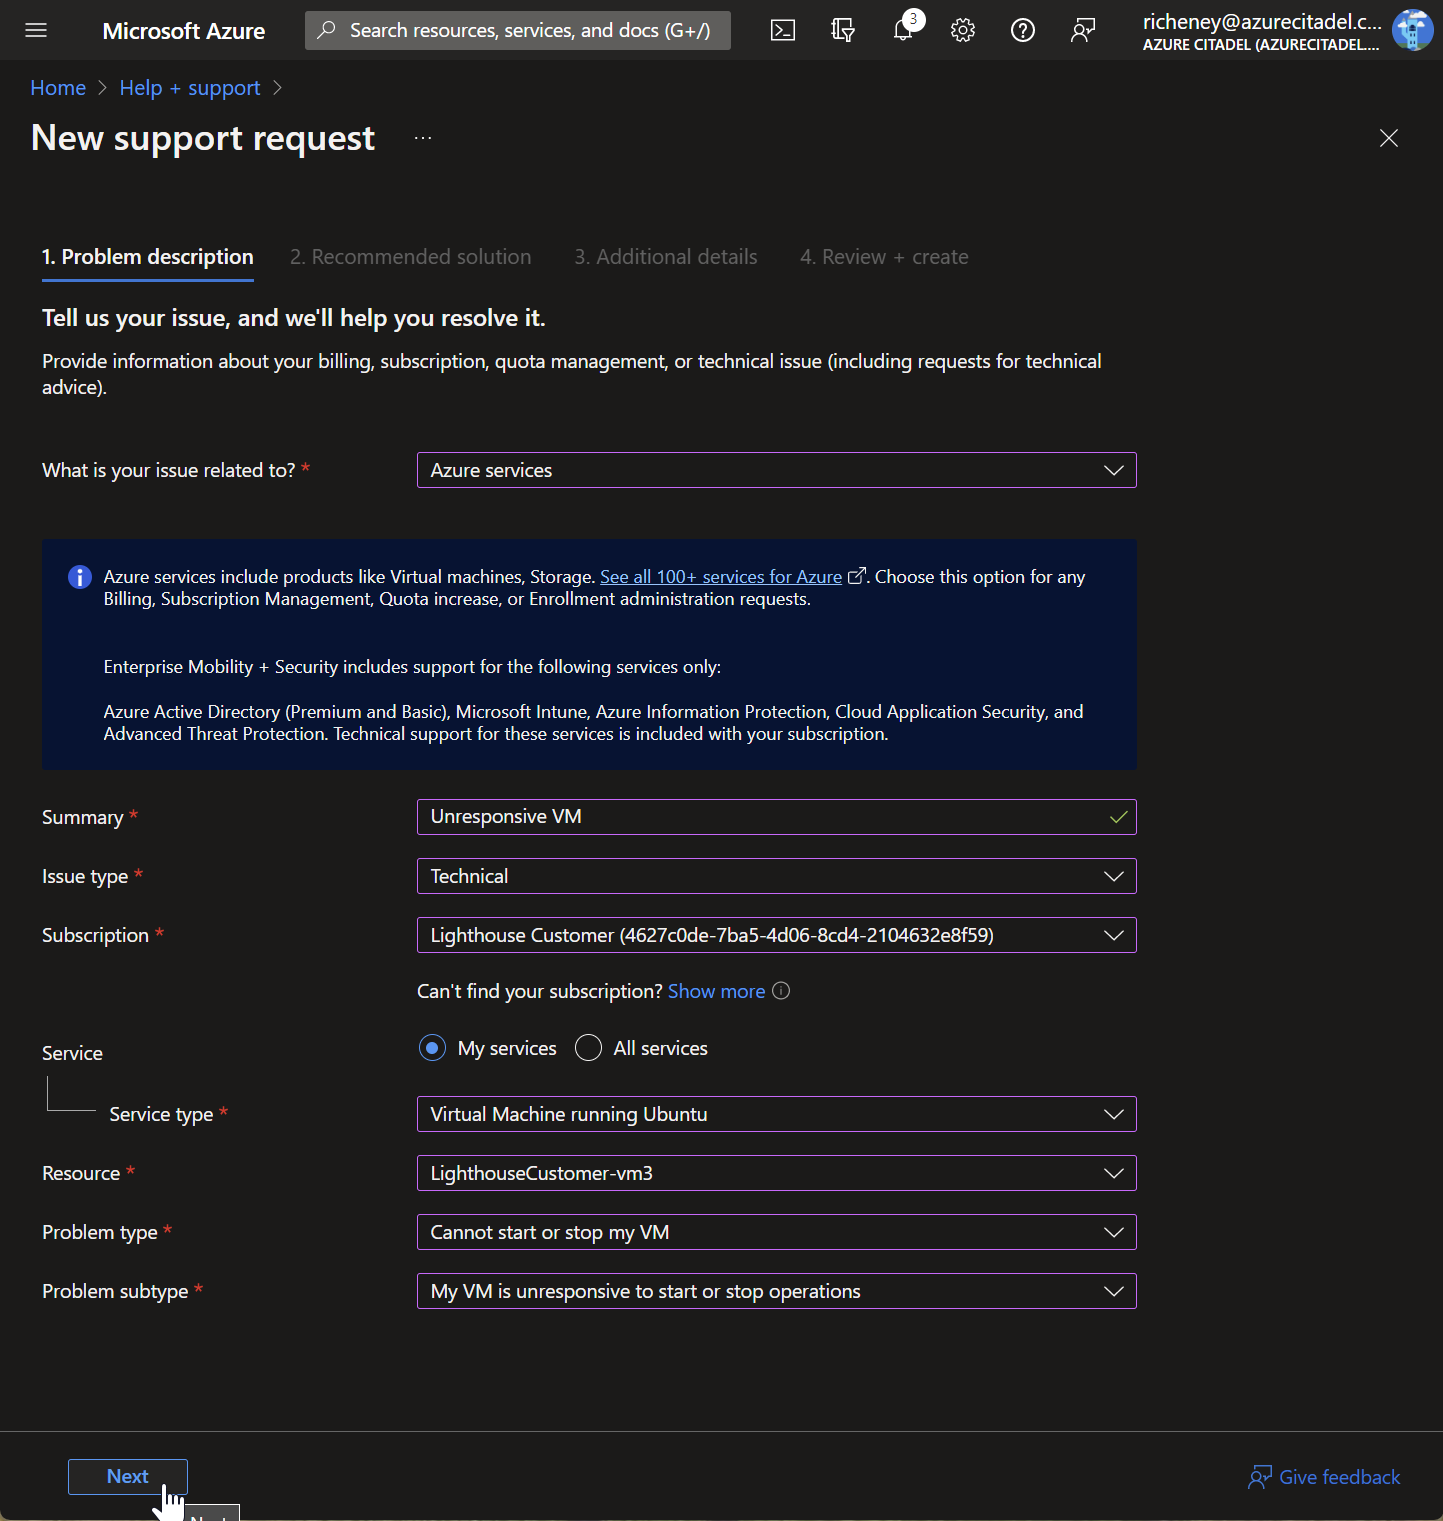 Microsoft Azure
Search resources, services, and docs (G+/)
3
richeney@azurecitadel.c...
AZURE CITADEL (AZURECITADEL....
Home > Help + support >
New support request ...
1. Problem description 2. Recommended solution 3. Additional details 4. Review + create
Tell us your issue, and we'll help you resolve it.
Provide information about your billing, subscription, quota management, or technical issue (including requests for technical
advice).
What is your issue related to? * Azure services
Azure services include products like Virtual machines, Storage. See all 100+ services for Azure. Choose this option for any
Billing, Subscription Management, Quota increase, or Enrollment administration requests.
Enterprise Mobility + Security includes support for the following services only:
Azure Active Directory (Premium and Basic), Microsoft Intune, Azure Information Protection, Cloud Application Security, and
Advanced Threat Protection. Technical support for these services is included with your subscription.
Summary * Unresponsive VM
Issue type * Technical
Subscription * Lighthouse Customer (4627c0de-7ba5-4d06-8cd4-2104632e8f59)
Can't find your subscription? Show more
Service My services All services
Service type * Virtual Machine running Ubuntu
Resource * LighthouseCustomer-vm3
Problem type * Cannot start or stop my VM
Problem subtype * My VM is unresponsive to start or stop operations
Next
Give feedback